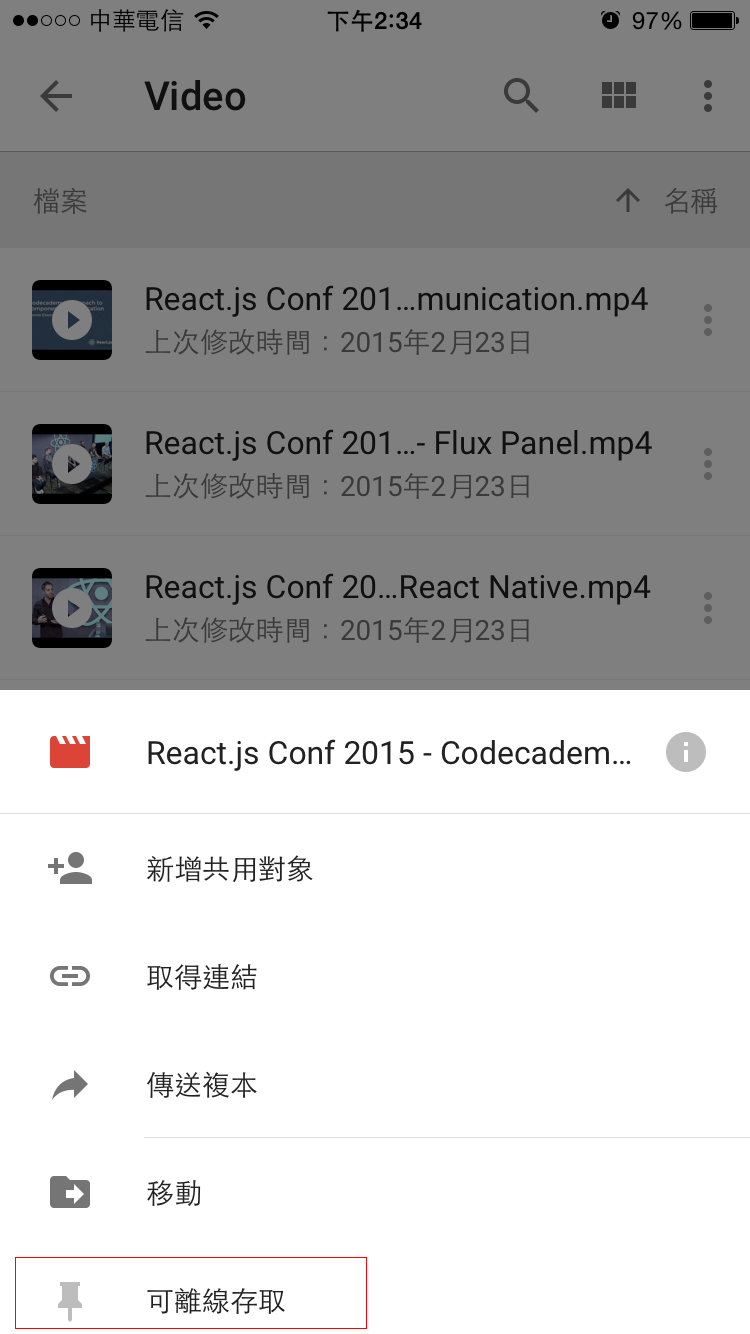 中華電信 下午2:34 97%
Video
檔案 名稱
React.js Conf 201...munication.mp4
上次修改時間：2015年2月23日
React.js Conf 201...- Flux Panel.mp4
上次修改時間：2015年2月23日
React.js Conf 20...React Native.mp4
上次修改時間：2015年2月23日
React.js Conf 2015 - Codecadem...
新增共用對象
取得連結
傳送複本
移動
可離線存取